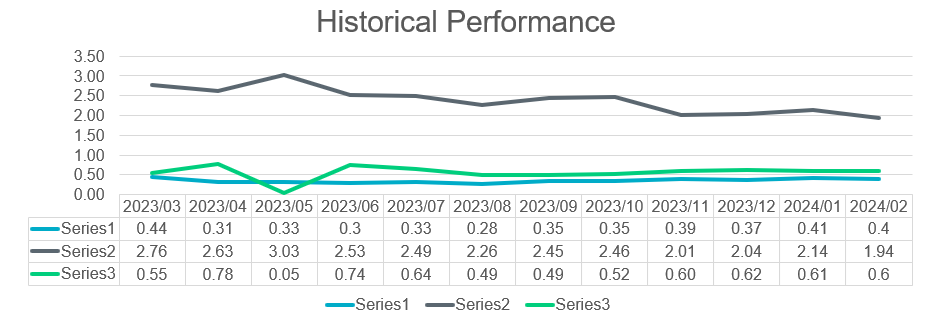 Historical Performance
3.50
3.00
2.50
2.00
1.50
1.00
0.50
0.00
2023/03 2023/04 2023/05 2023/06 2023/07 2023/08 2023/09 2023/10 2023/11 2023/12 2024/01 2024/02
Series1 0.44 0.31 0.33 0.3 0.33 0.28 0.35 0.35 0.39 0.37 0.41 0.4
Series2 2.76 2.63 3.03 2.53 2.49 2.26 2.45 2.46 2.01 2.04 2.14 1.94
Series3 0.55 0.78 0.05 0.74 0.64 0.49 0.49 0.52 0.60 0.62 0.61 0.6
Series1 Series2 Series3